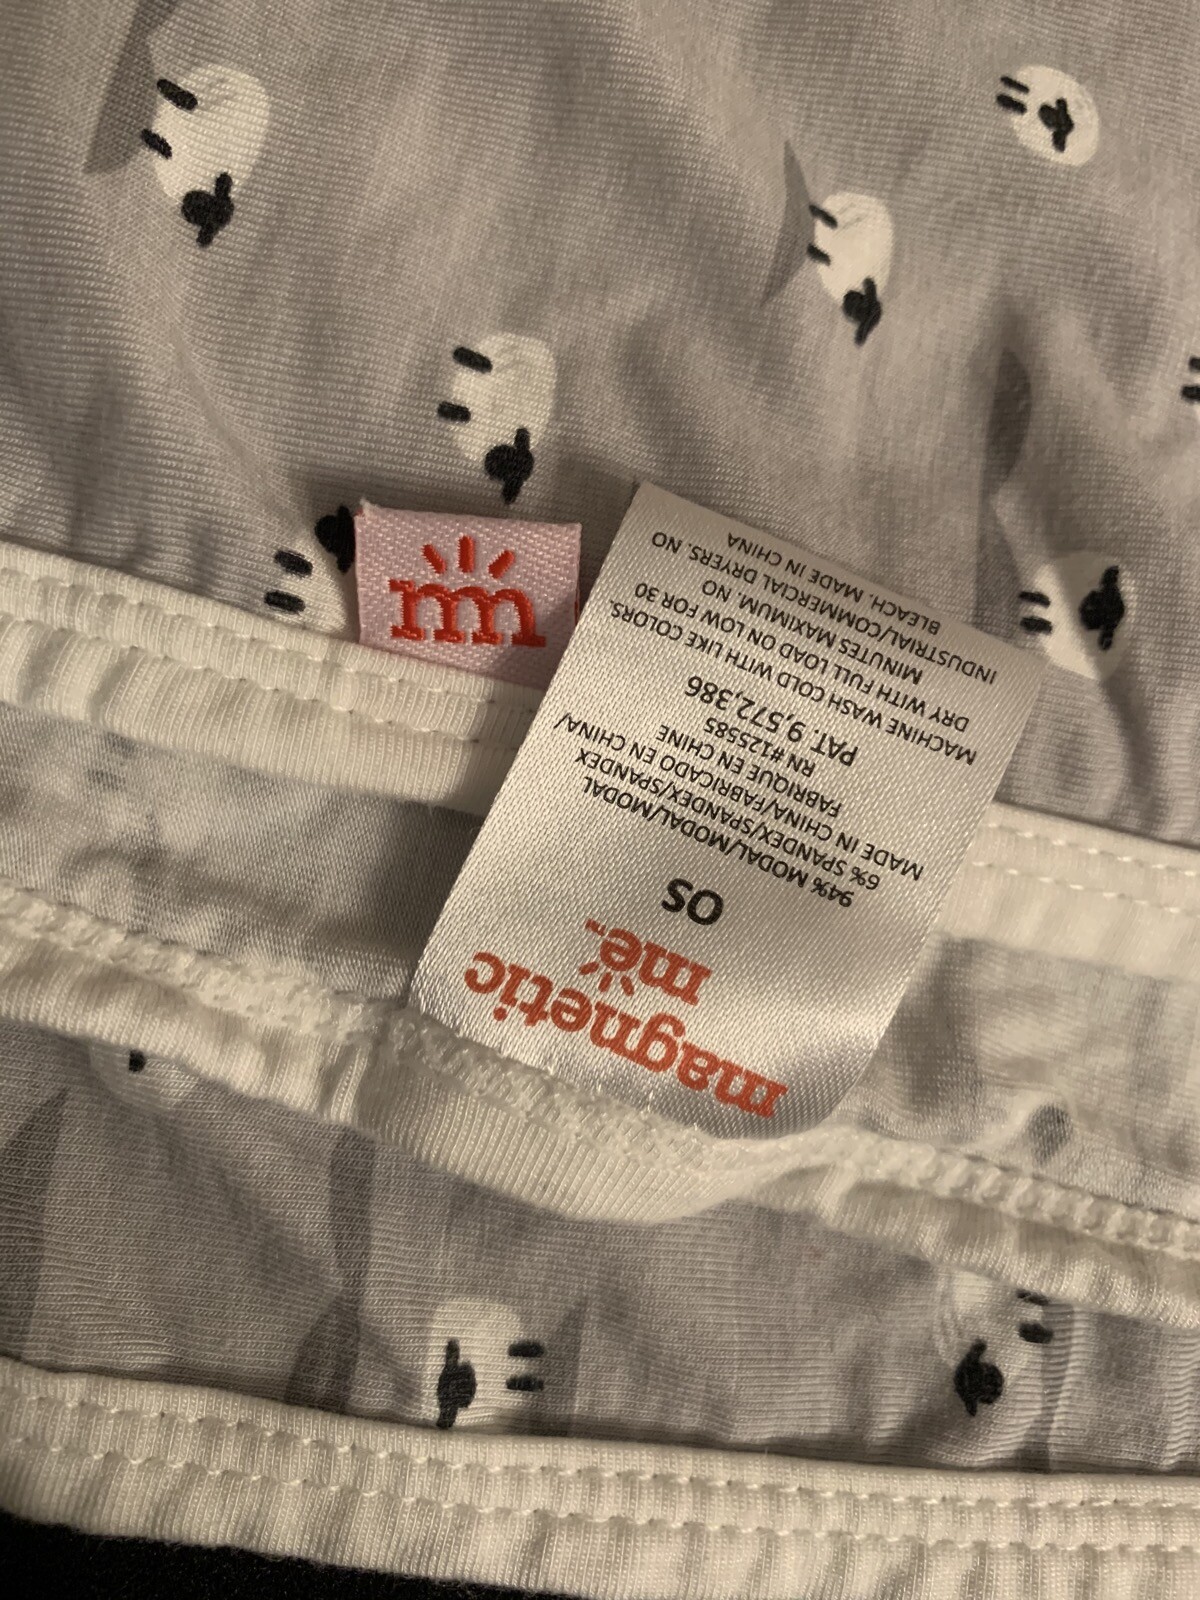 m
magnetic
me™
OS
94% MODAL/MODAL/MODAL
6% SPANDEX/SPANDEX/SPANDEX
MADE IN CHINA/FABRICADO EN CHINA/
FABRIQUE EN CHINE
RN#125585
PAT. 9,572,386
MACHINE WASH COLD WITH LIKE COLORS.
DRY WITH FULL LOAD ON LOW FOR 30
MINUTES MAXIMUM. NO
INDUSTRIAL/COMMERCIAL DRYERS. NO
BLEACH. MADE IN CHINA